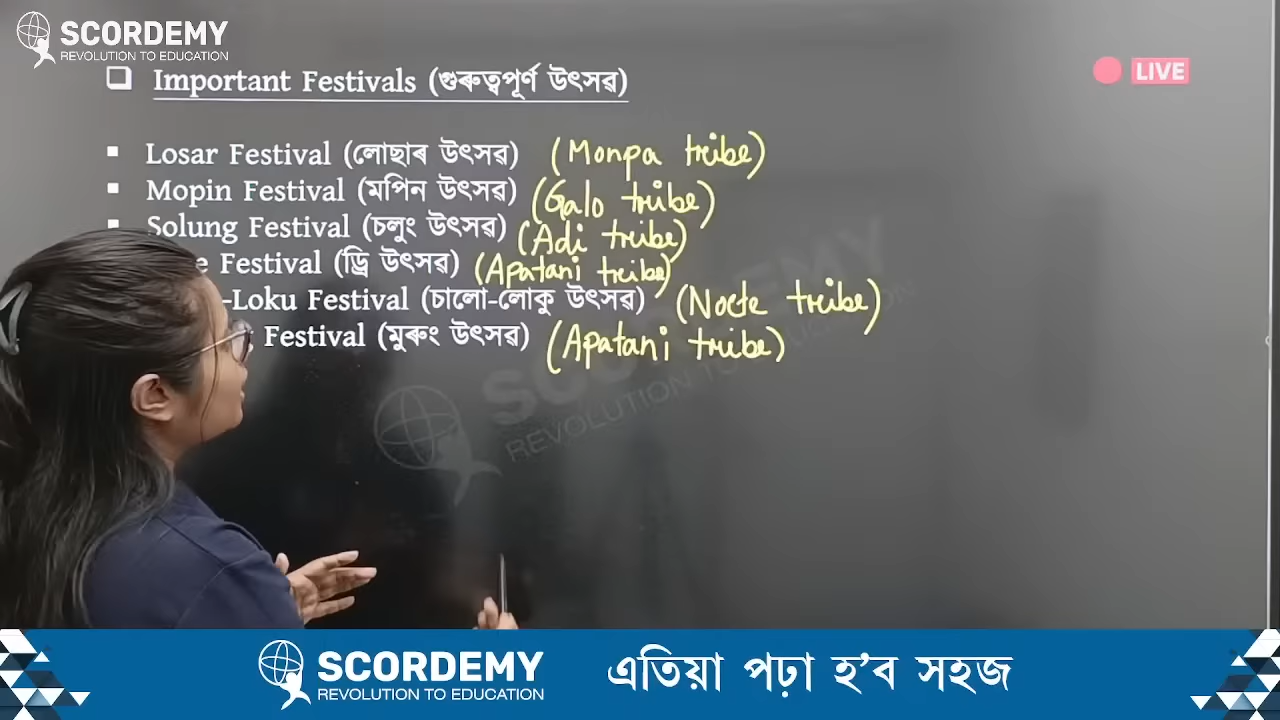 SCORDEMY
REVOLUTION TO EDUCATION
Important Festivals (গুৰুত্বপূৰ্ণ উৎসৱ)
LIVE
Losar Festival (লোছাৰ উৎসৱ) (Monpa tribe)
Mopin Festival (মপিন উৎসৱ) (Galo tribe)
Solung Festival (চলুং উৎসৱ) (Adi tribe)
Festival (ড্ৰি উৎসৱ) (Apatani tribe)
-Loku Festival (চালো-লোকু উৎসৱ) (Nocte tribe)
Festival (মুৰুং উৎসৱ) (Apatani tribe)
REVOLUTION TO
SCORDEMY
REVOLUTION TO EDUCATION
এতিয়া পঢ়া হ’ব সহজ